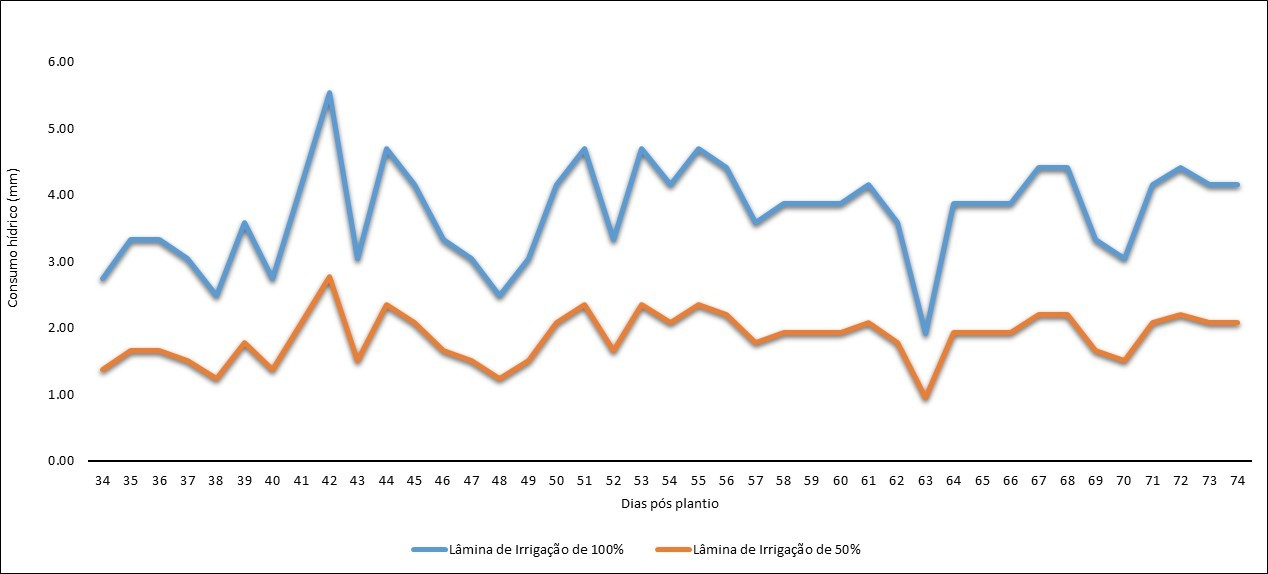 6.00
5.00
4.00
3.00
2.00
1.00
0.00
Consumo hídrico (mm)
34 35 36 37 38 39 40 41 42 43 44 45 46 47 48 49 50 51 52 53 54 55 56 57 58 59 60 61 62 63 64 65 66 67 68 69 70 71 72 73 74
Dias pós plantio
Lâmina de Irrigação de 100% Lâmina de Irrigação de 50%